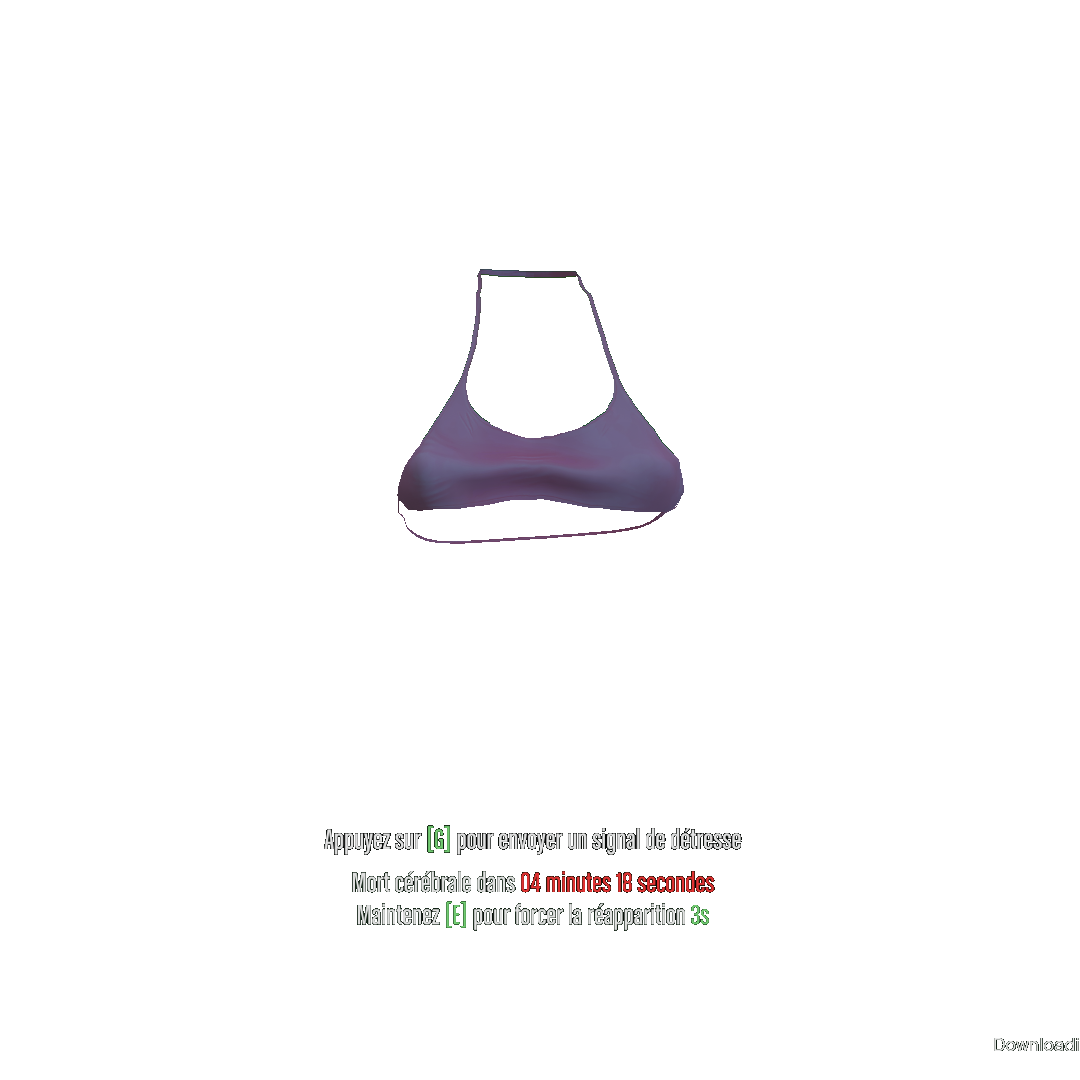 Appuyez sur [G] pour envoyer un signal de détresse
Mort cérébrale dans 04 minutes 18 secondes
Maintenez [E] pour forcer la réapparition 3s
Downloadi